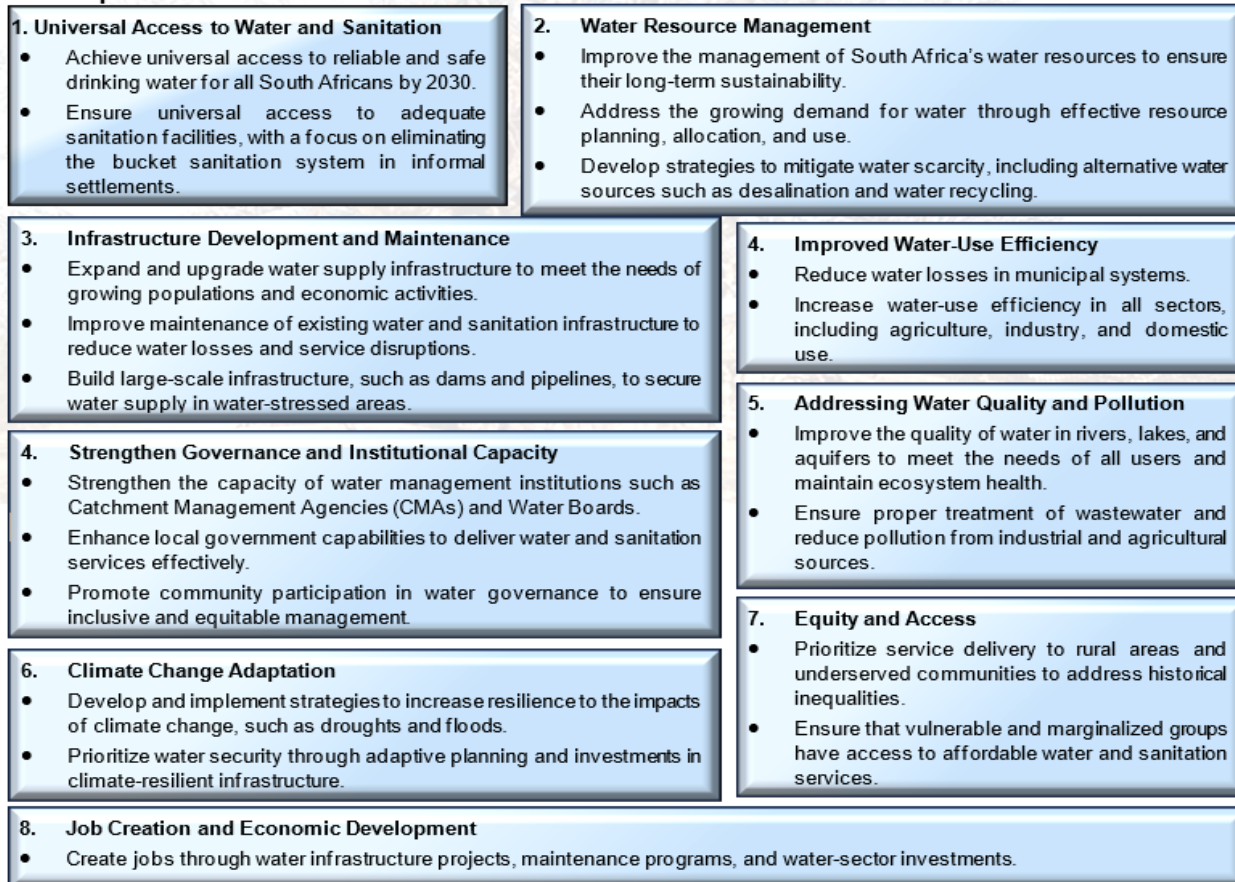 1. Universal Access to Water and Sanitation
• Achieve universal access to reliable and safe
drinking water for all South Africans by 2030.
• Ensure universal access to adequate
sanitation facilities, with a focus on eliminating
the bucket sanitation system in informal
settlements.
2. Water Resource Management
• Improve the management of South Africa's water resources to ensure
their long-term sustainability.
• Address the growing demand for water through effective resource
planning, allocation, and use.
• Develop strategies to mitigate water scarcity, including alternative water
sources such as desalination and water recycling.
3. Infrastructure Development and Maintenance
• Expand and upgrade water supply infrastructure to meet the needs of
growing populations and economic activities.
• Improve maintenance of existing water and sanitation infrastructure to
reduce water losses and service disruptions.
• Build large-scale infrastructure, such as dams and pipelines, to secure
water supply in water-stressed areas.
4. Improved Water-Use Efficiency
• Reduce water losses in municipal systems.
• Increase water-use efficiency in all sectors,
including agriculture, industry, and domestic
use.
4. Strengthen Governance and Institutional Capacity
• Strengthen the capacity of water management institutions such as
Catchment Management Agencies (CMAs) and Water Boards.
• Enhance local government capabilities to deliver water and sanitation
services effectively.
• Promote community participation in water governance to ensure
inclusive and equitable management.
5. Addressing Water Quality and Pollution
• Improve the quality of water in rivers, lakes, and
aquifers to meet the needs of all users and
maintain ecosystem health.
• Ensure proper treatment of wastewater and
reduce pollution from industrial and agricultural
sources.
6. Climate Change Adaptation
• Develop and implement strategies to increase resilience to the impacts
of climate change, such as droughts and floods.
• Prioritize water security through adaptive planning and investments in
climate-resilient infrastructure.
7. Equity and Access
• Prioritize service delivery to rural areas and
underserved communities to address historical
inequalities.
• Ensure that vulnerable and marginalized groups
have access to affordable water and sanitation
services.
8. Job Creation and Economic Development
• Create jobs through water infrastructure projects, maintenance programs, and water-sector investments.